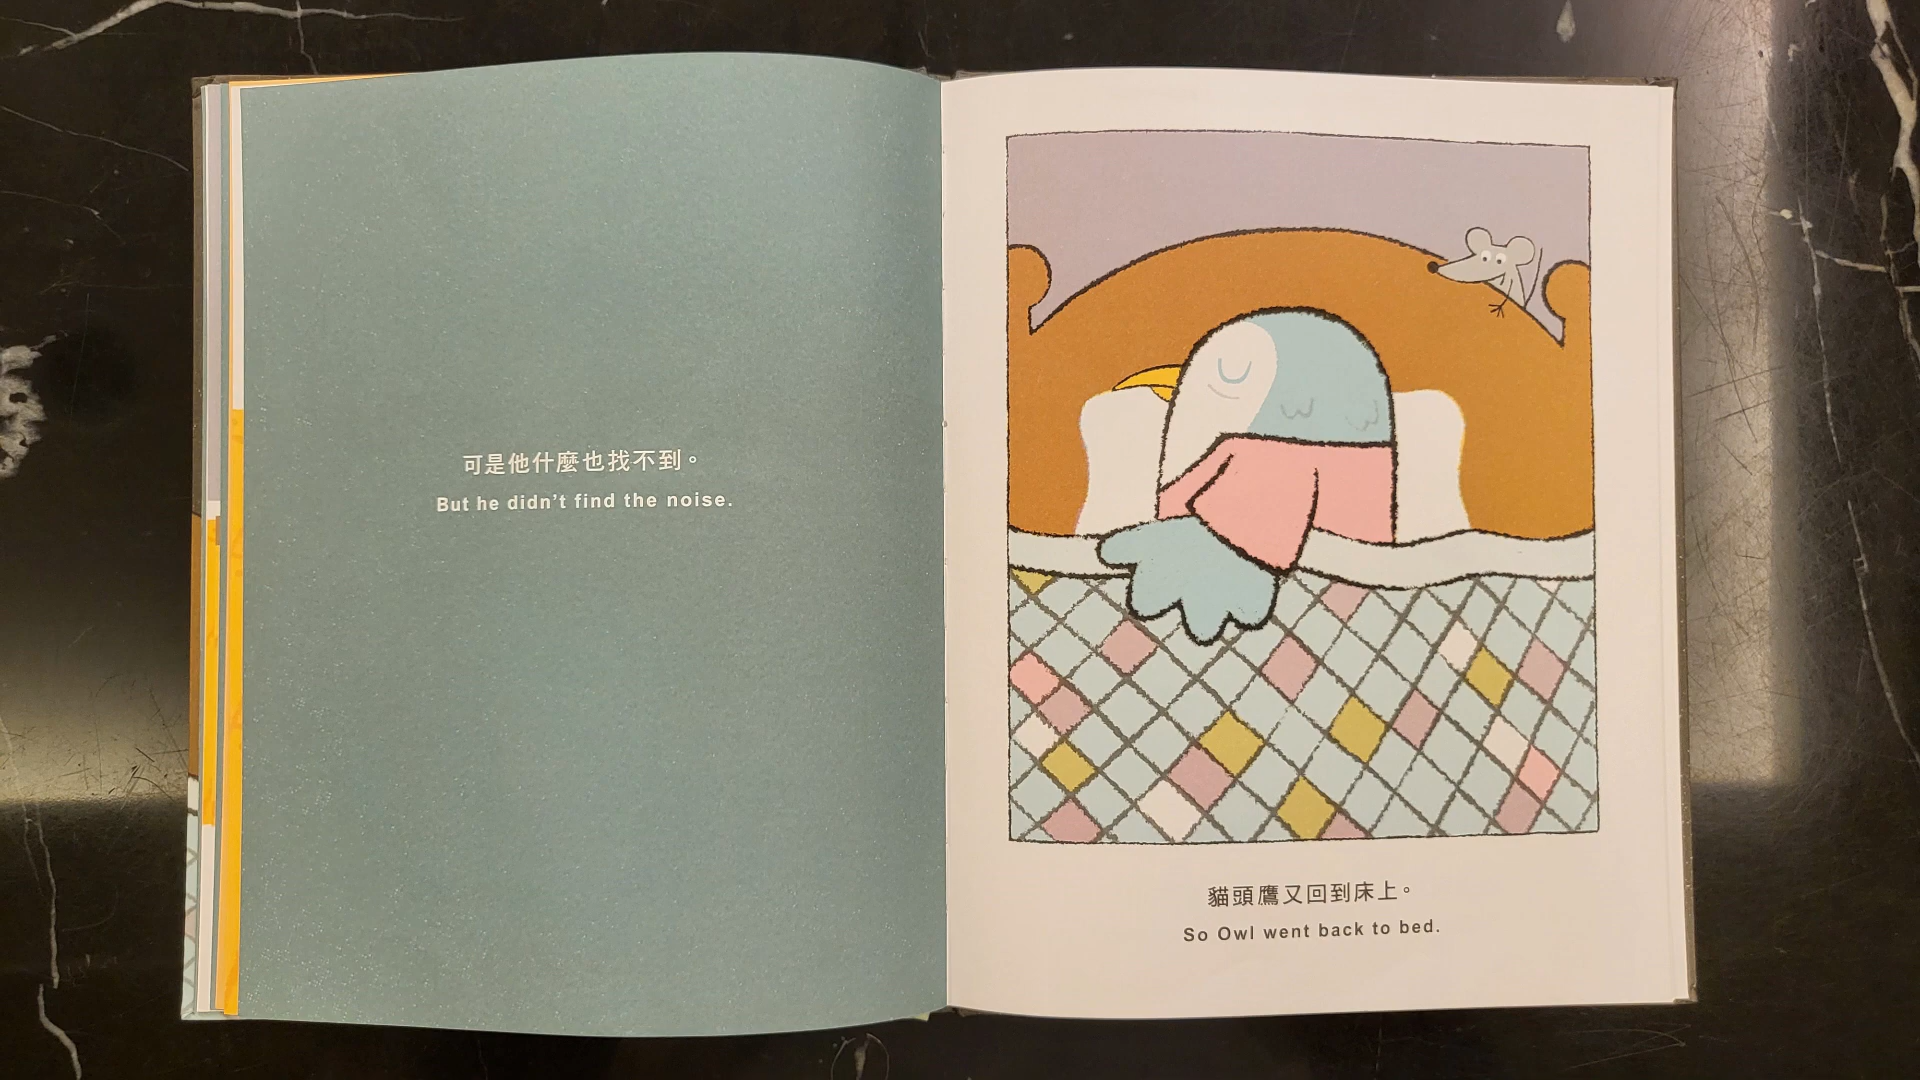 可是他什麼也找不到。
But he didn't find the noise.
貓頭鷹又回到床上。
So Owl went back to bed.